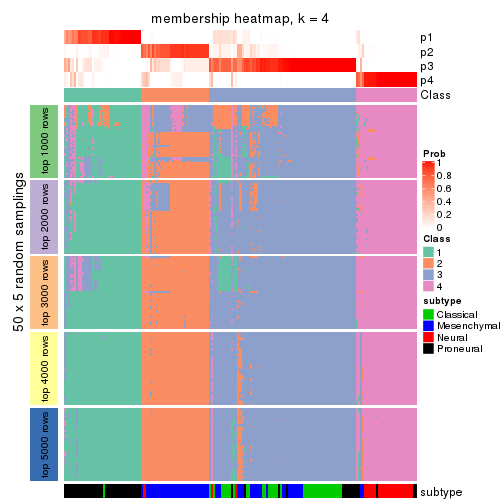 membership heatmap, k = 4
p1
p2
p3
p4
Class
50 x 5 random samplings
top 1000 rows
top 2000 rows
top 3000 rows
top 4000 rows
top 5000 rows
subtype
Prob
1
0.8
0.6
0.4
0.2
0
Class
1
2
3
4
subtype
Classical
Mesenchymal
Neural
Proneural